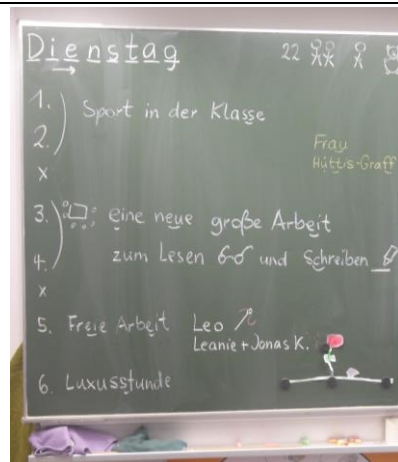 Dienstag 22
1.
Sport in der Klasse
2.
Frau
Hüttis-Graff
x
3. eine neue große Arbeit
4. zum Lesen und Schreiben
x
5. Freie Arbeit Leo
Leanie + Jonas K.
6. Luxusstunde